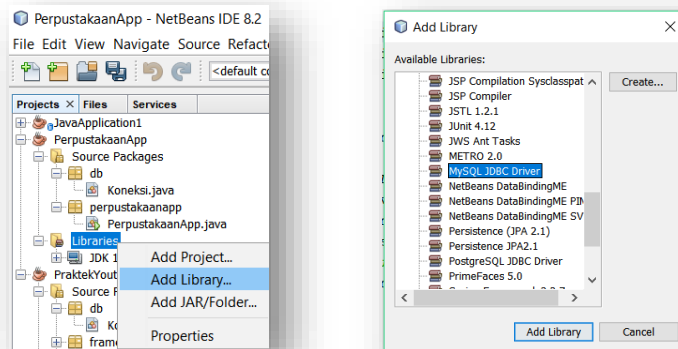 PerpustakaanApp - NetBeans IDE 8.2
File Edit View Navigate Source Refact
<default co
Projects × Files Services
JavaApplication1
PerpustakaanApp
Source Packages
db
Koneksi.java
perpustakaanapp
PerpustakaanApp.java
Libraries
JDK 1
PraktekYout
Source P
db
Ko
frame
Add Project...
Add Library...
Add JAR/Folder...
Properties
Add Library
Available Libraries:
JSP Compilation Sysclasspat
JSP Compiler
JSTL 1.2.1
JUnit 4.12
JWS Ant Tasks
METRO 2.0
MySQL JDBC Driver
NetBeans DataBindingME
NetBeans DataBindingME PIM
NetBeans DataBindingME SV
Persistence (JPA 2.1)
Persistence JPA2.1
PostgreSQL JDBC Driver
PrimeFaces 5.0
Create...
Add Library Cancel